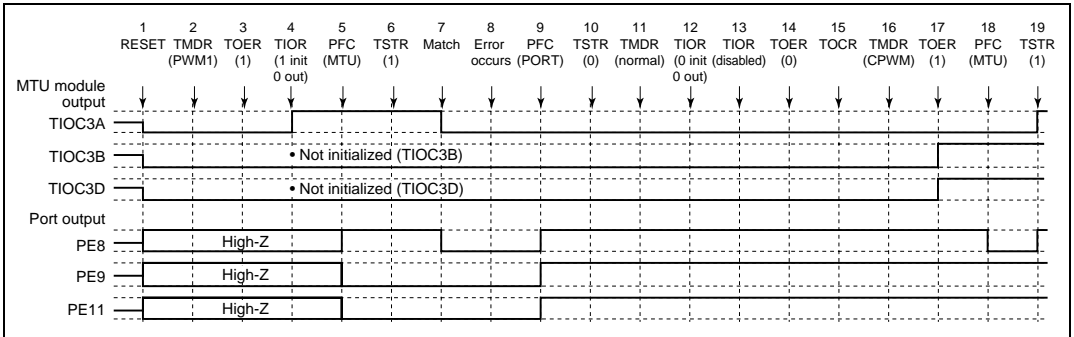 1 2 3 4 5 6 7 8 9 10 11 12 13 14 15 16 17 18 19
RESET TMDR TOER TIOR PFC TSTR Match Error PFC TSTR TMDR TIOR TIOR TOER TOCR TMDR TOER PFC TSTR
(PWM1) (1) (1 init (MTU) (1) occurs (PORT) (0) (normal) (0 init (disabled) (0) (CPWM) (1) (MTU) (1)
0 out) 0 out)
MTU module
output
TIOC3A
TIOC3B • Not initialized (TIOC3B)
TIOC3D • Not initialized (TIOC3D)
Port output
PE8 High-Z
PE9 High-Z
PE11 High-Z